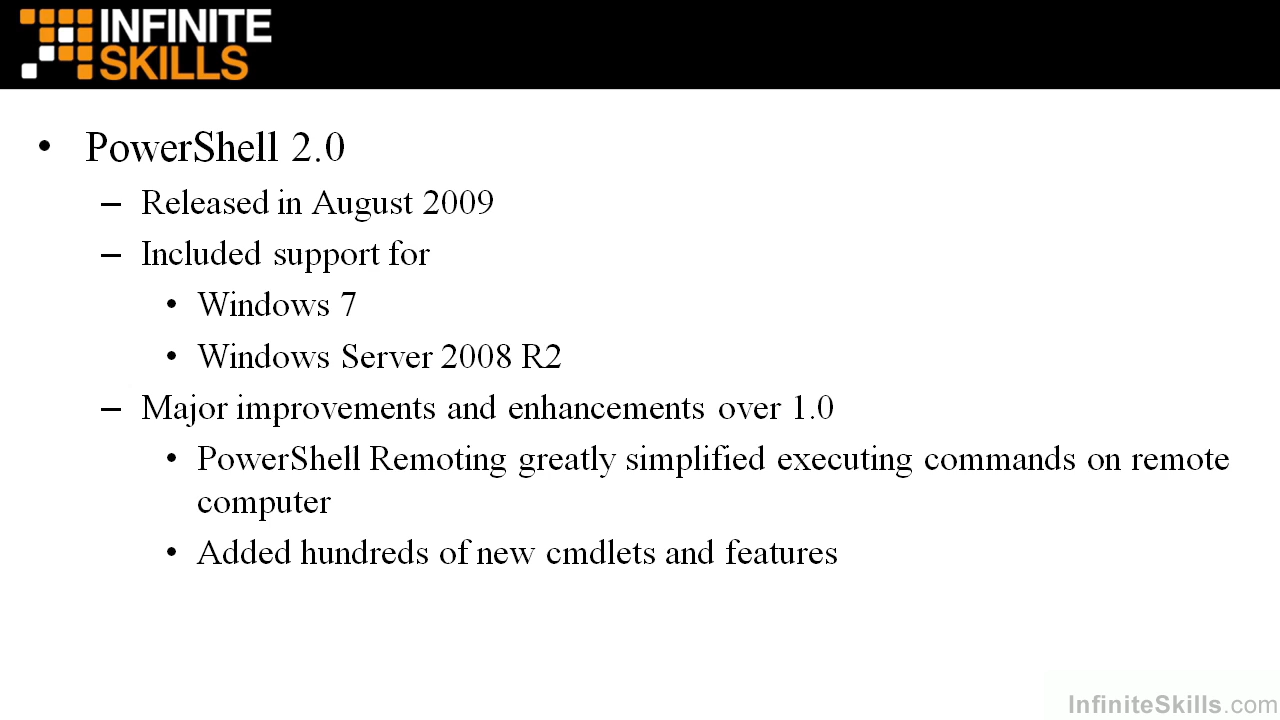 INFINITE
SKILLS
• PowerShell 2.0
– Released in August 2009
– Included support for
• Windows 7
• Windows Server 2008 R2
– Major improvements and enhancements over 1.0
• PowerShell Remoting greatly simplified executing commands on remote
computer
• Added hundreds of new cmdlets and features
InfiniteSkills.com